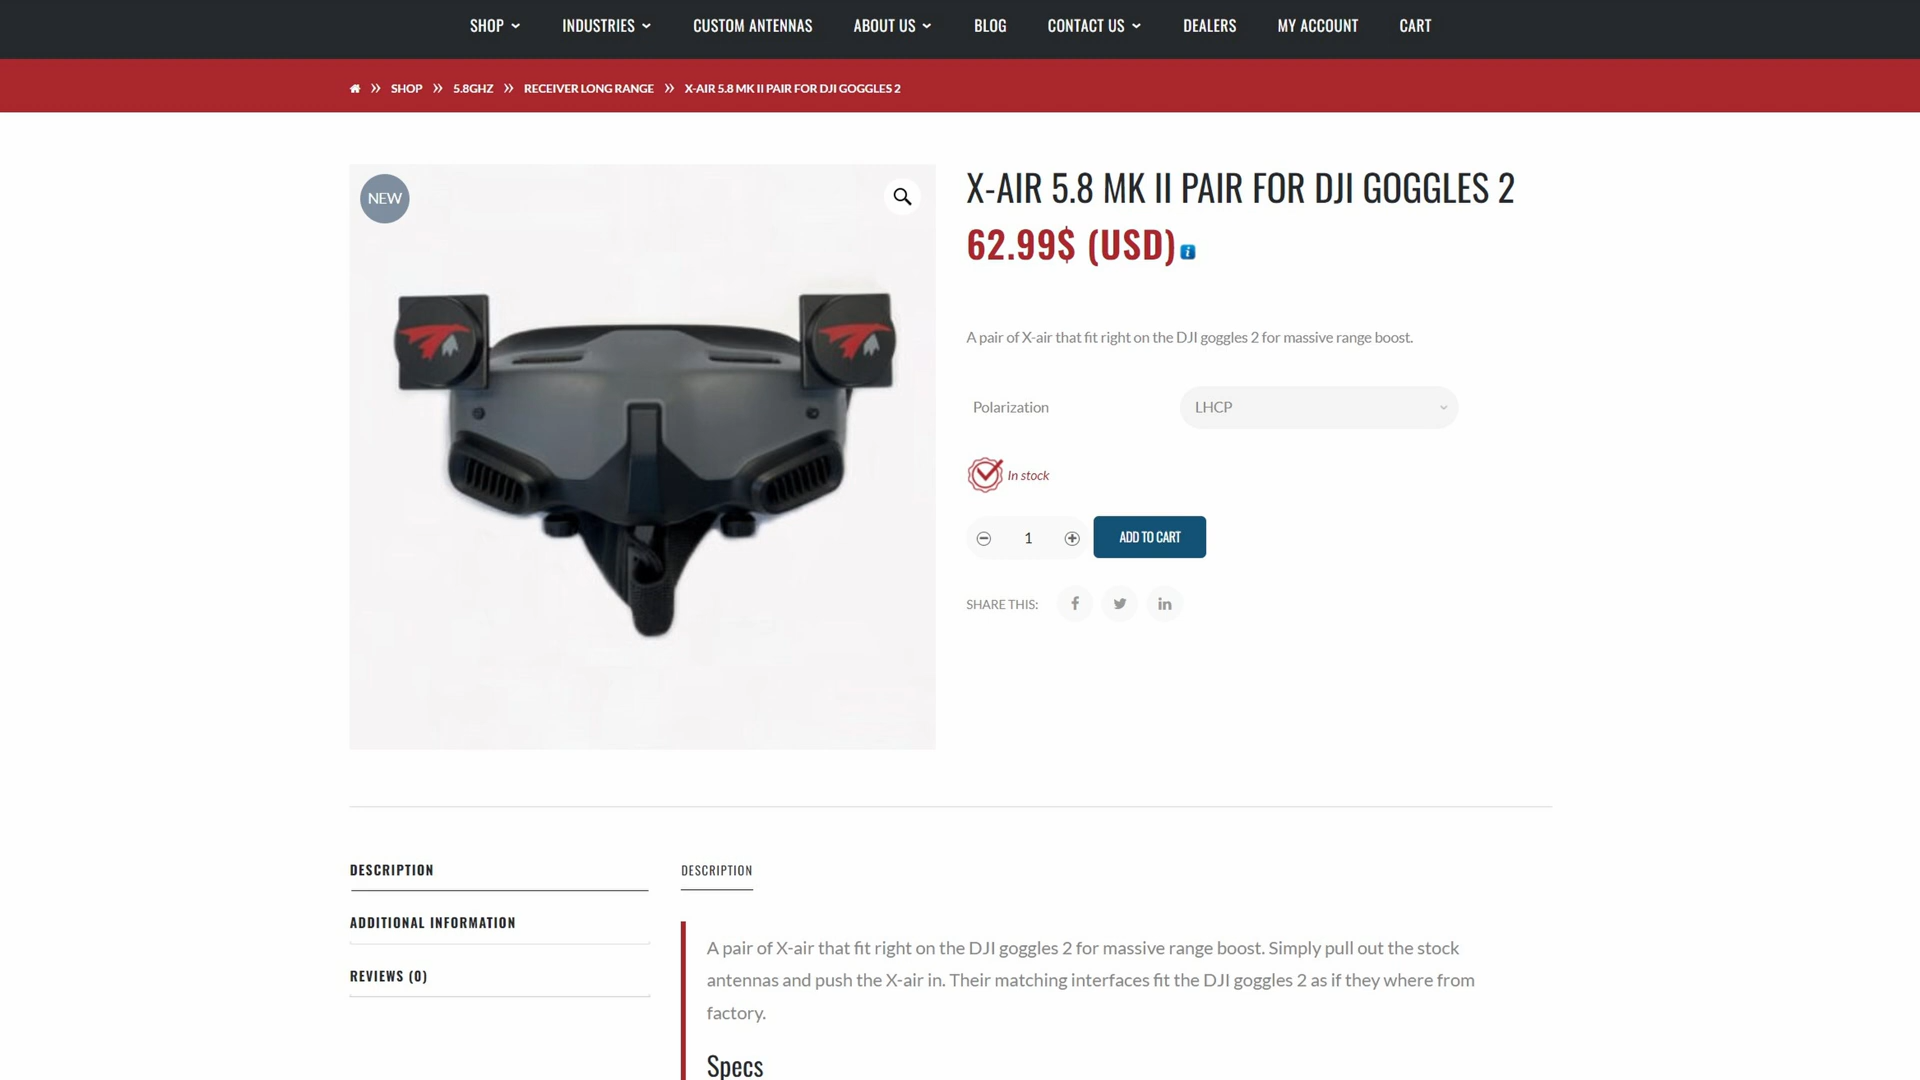 SHOP INDUSTRIES CUSTOM ANTENNAS ABOUT US BLOG CONTACT US DEALERS MY ACCOUNT CART
» SHOP » 5.8GHZ » RECEIVER LONG RANGE » X-AIR 5.8 MK II PAIR FOR DJI GOGGLES 2
NEW
X-AIR 5.8 MK II PAIR FOR DJI GOGGLES 2
62.99$ (USD)
A pair of X-air that fit right on the DJI goggles 2 for massive range boost.
Polarization LHCP
In stock
1 ADD TO CART
SHARE THIS:
DESCRIPTION
ADDITIONAL INFORMATION
REVIEWS (0)
DESCRIPTION
A pair of X-air that fit right on the DJI goggles 2 for massive range boost. Simply pull out the stock
antennas and push the X-air in. Their matching interfaces fit the DJI goggles 2 as if they where from
factory.
Specs